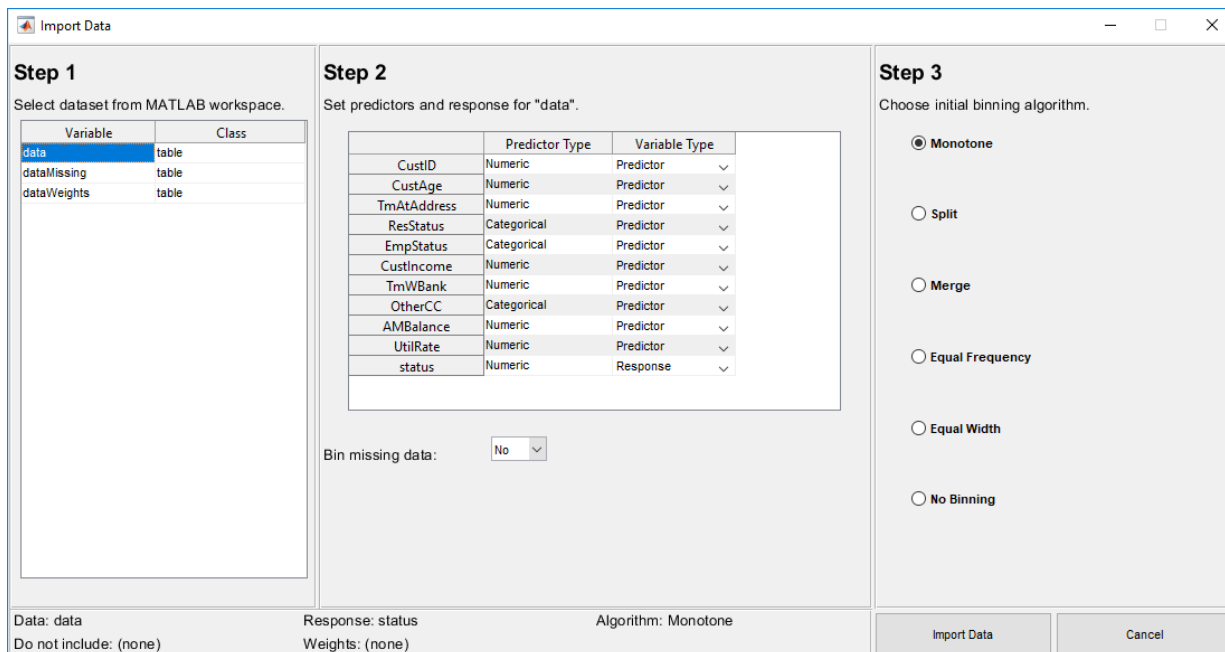 Import Data
Step 1
Select dataset from MATLAB workspace.
Variable Class
data table
dataMissing table
dataWeights table
Step 2
Set predictors and response for "data".
Predictor Type Variable Type
CustID Numeric Predictor
CustAge Numeric Predictor
TmAtAddress Numeric Predictor
ResStatus Categorical Predictor
EmpStatus Categorical Predictor
CustIncome Numeric Predictor
TmWBank Numeric Predictor
OtherCC Categorical Predictor
AMBalance Numeric Predictor
UtilRate Numeric Predictor
status Numeric Response
Bin missing data: No
Step 3
Choose initial binning algorithm.
Monotone
Split
Merge
Equal Frequency
Equal Width
No Binning
Data: data Response: status Algorithm: Monotone
Do not include: (none) Weights: (none)
Import Data Cancel